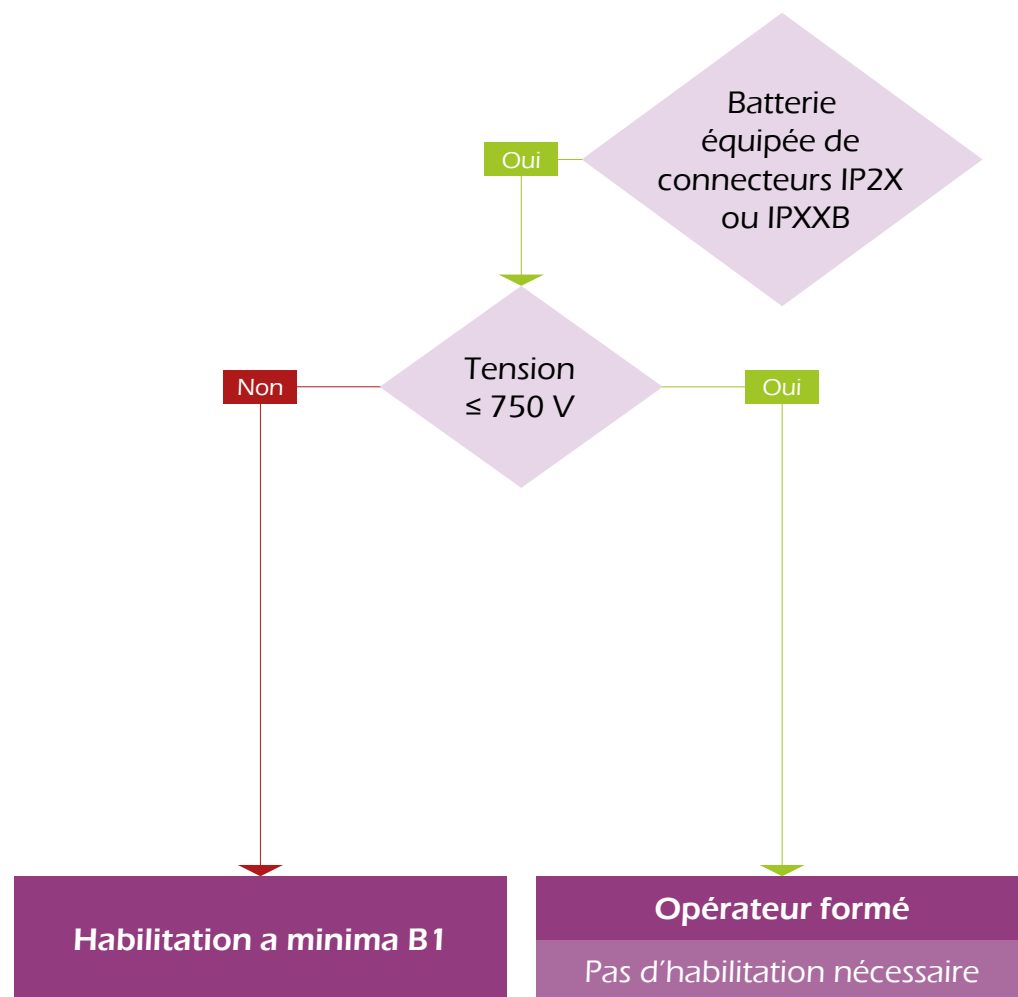 Batterie
équipée de
connecteurs IP2X
ou IPXXB
Oui
Tension
≤ 750 V
Non
Oui
Habilitation a minima B1
Opérateur formé
Pas d’habilitation nécessaire